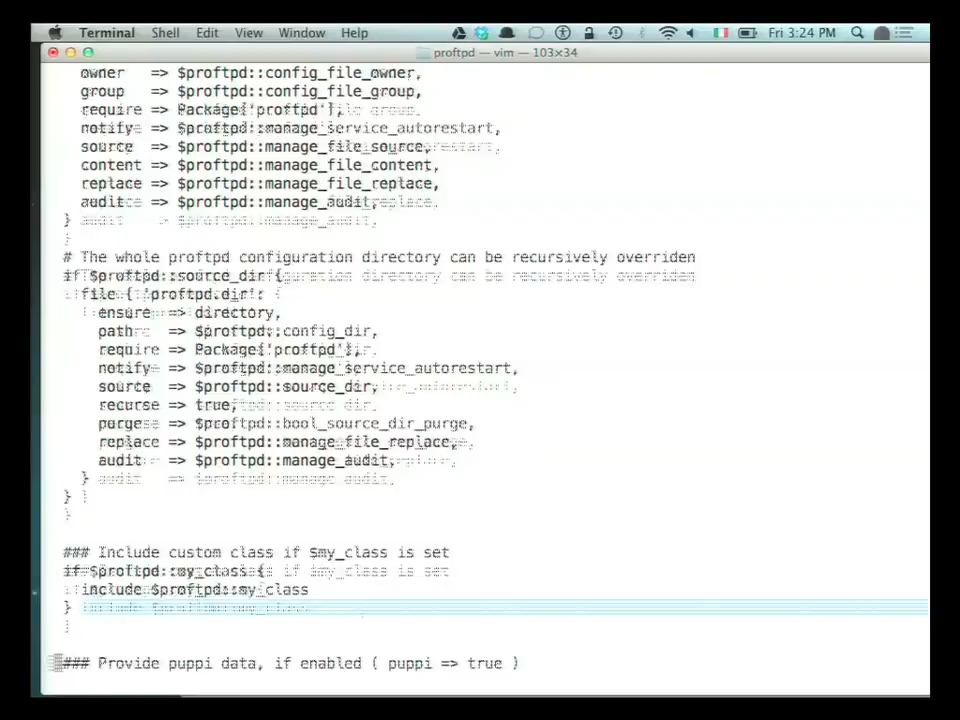 Terminal Shell Edit View Window Help Fri 3:24 PM
proftpd — vim — 103×34
owner => $proftpd::config_file_owner,
group => $proftpd::config_file_group,
require => Package['proftpd'],
notify => $proftpd::manage_service_autorestart,
source => $proftpd::manage_file_source,
content => $proftpd::manage_file_content,
replace => $proftpd::manage_file_replace,
audit => $proftpd::manage_audit,
}
# The whole proftpd configuration directory can be recursively overriden
if $proftpd::source_dir {
file { 'proftpd.dir':
ensure => directory,
path => $proftpd::config_dir,
require => Package['proftpd'],
notify => $proftpd::manage_service_autorestart,
source => $proftpd::source_dir,
recurse => true,
purge => $proftpd::bool_source_dir_purge,
replace => $proftpd::manage_file_replace,
audit => $proftpd::manage_audit,
}
}
### Include custom class if $my_class is set
if $proftpd::my_class {
include $proftpd::my_class
}
### Provide puppi data, if enabled ( puppi => true )